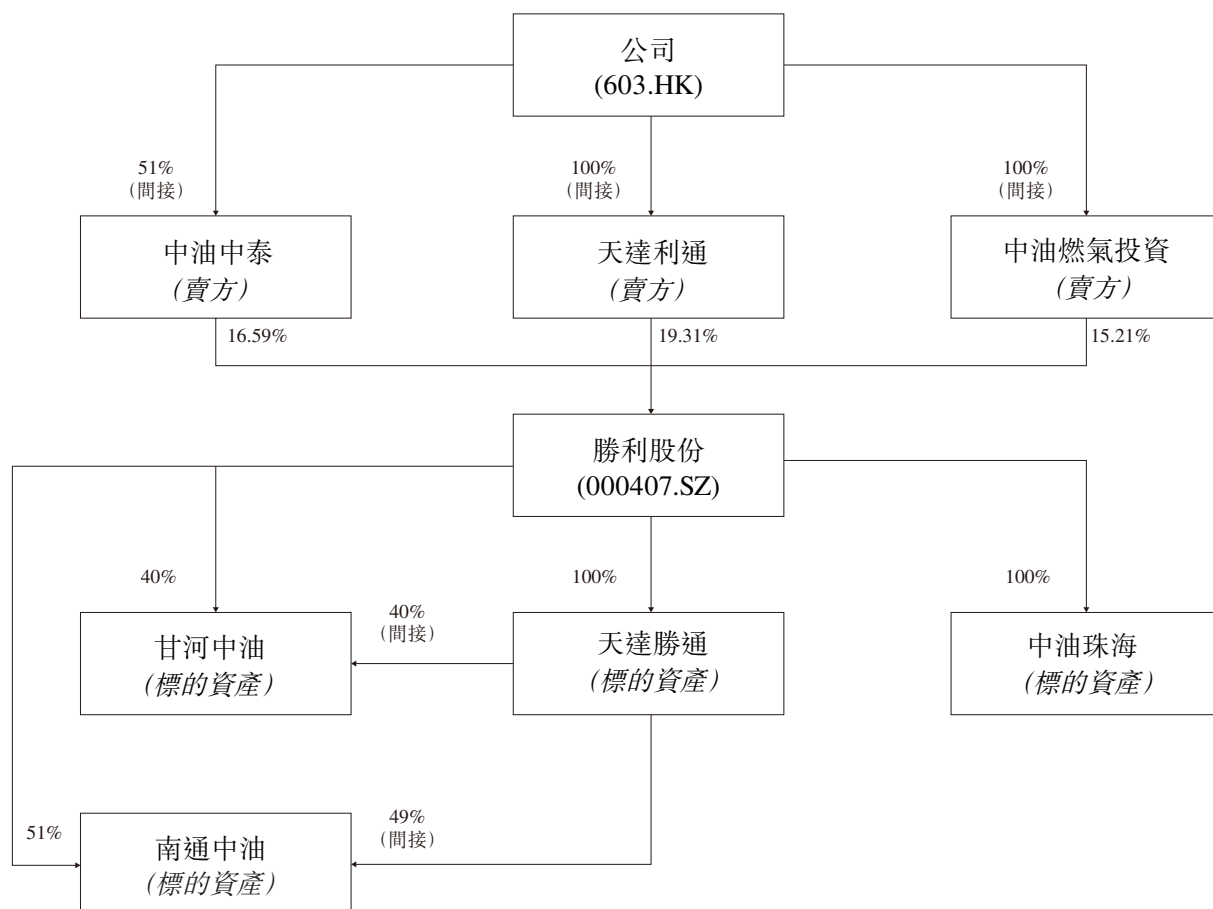 公司
(603.HK)
51%
（間接）
100%
（間接）
100%
（間接）
中油中泰
（賣方）
天達利通
（賣方）
中油燃氣投資
（賣方）
16.59%
19.31%
15.21%
勝利股份
(000407.SZ)
40%
100%
100%
甘河中油
（標的資產）
40%
（間接）
天達勝通
（標的資產）
中油珠海
（標的資產）
51%
南通中油
（標的資產）
49%
（間接）